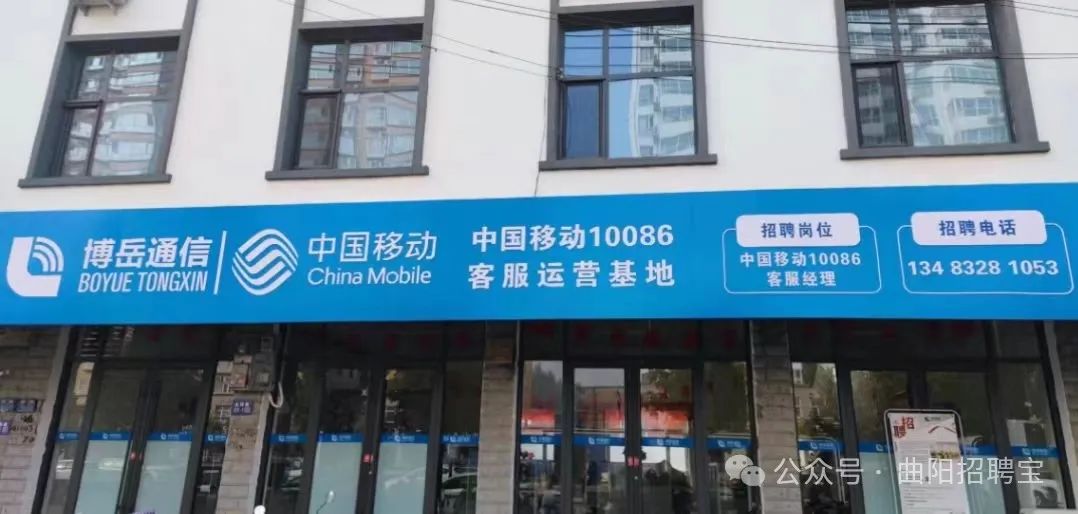 博岳通信
BOYUE TONGXIN
中国移动
China Mobile
中国移动10086
客服运营基地
招聘岗位
中国移动10086
客服经理
招聘电话
134 8328 1053
招聘
公众号 · 曲阳招聘宝